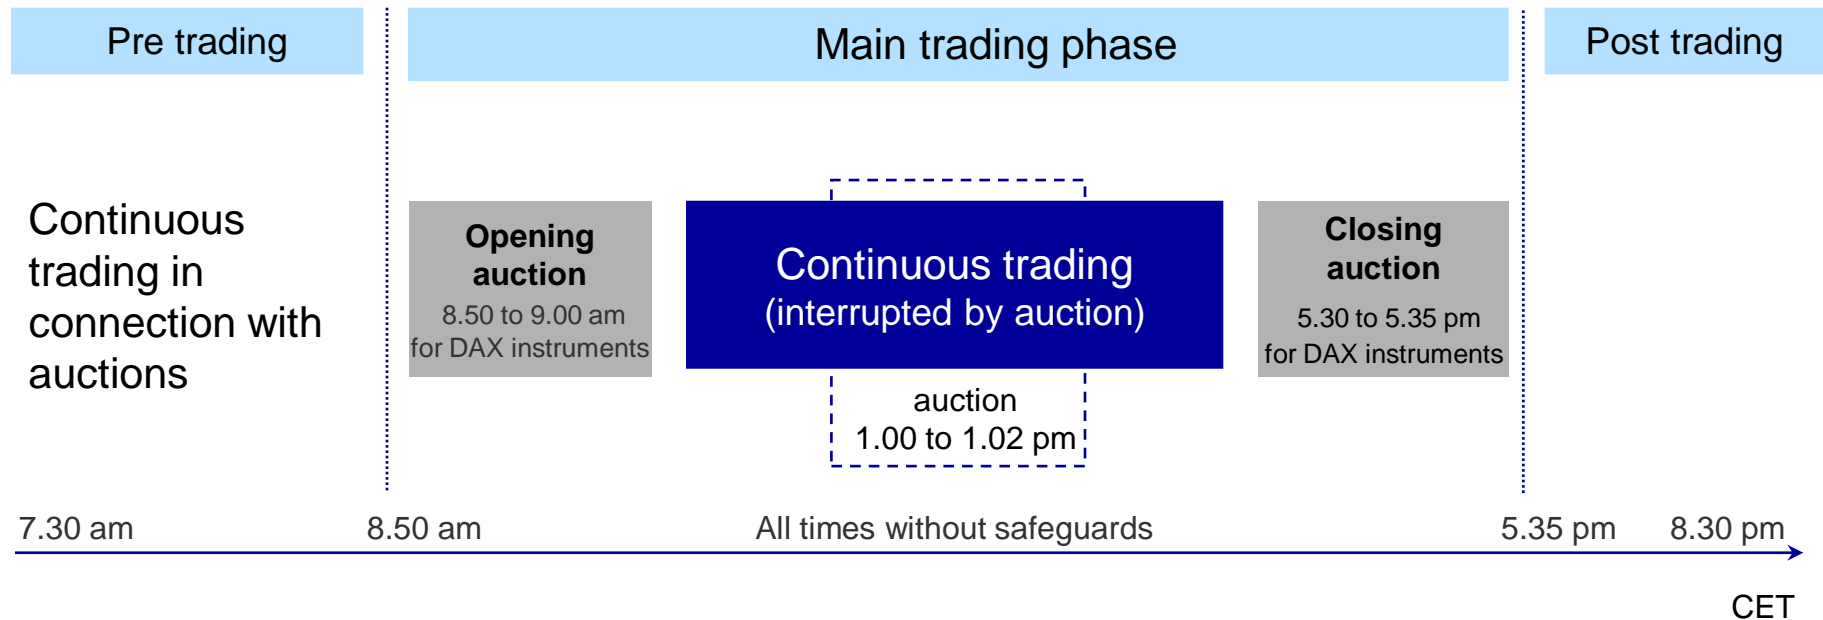 Pre trading
Main trading phase
Post trading
Continuous
trading in
connection with
auctions
Opening
auction
8.50 to 9.00 am
for DAX instruments
Continuous trading
(interrupted by auction)
auction
1.00 to 1.02 pm
Closing
auction
5.30 to 5.35 pm
for DAX instruments
7.30 am
8.50 am
All times without safeguards
5.35 pm
8.30 pm
CET